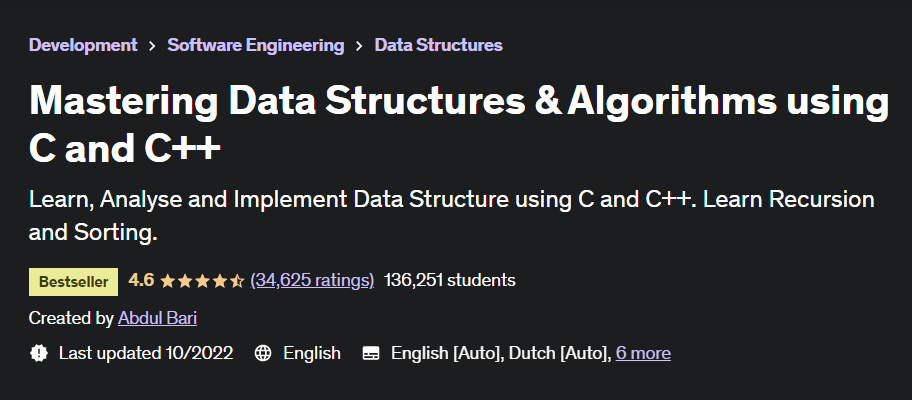 Development > Software Engineering > Data Structures
Mastering Data Structures & Algorithms using
C and C++
Learn, Analyse and Implement Data Structure using C and C++. Learn Recursion
and Sorting.
Bestseller 4.6 (34,625 ratings) 136,251 students
Created by Abdul Bari
Last updated 10/2022 English English [Auto], Dutch [Auto], 6 more